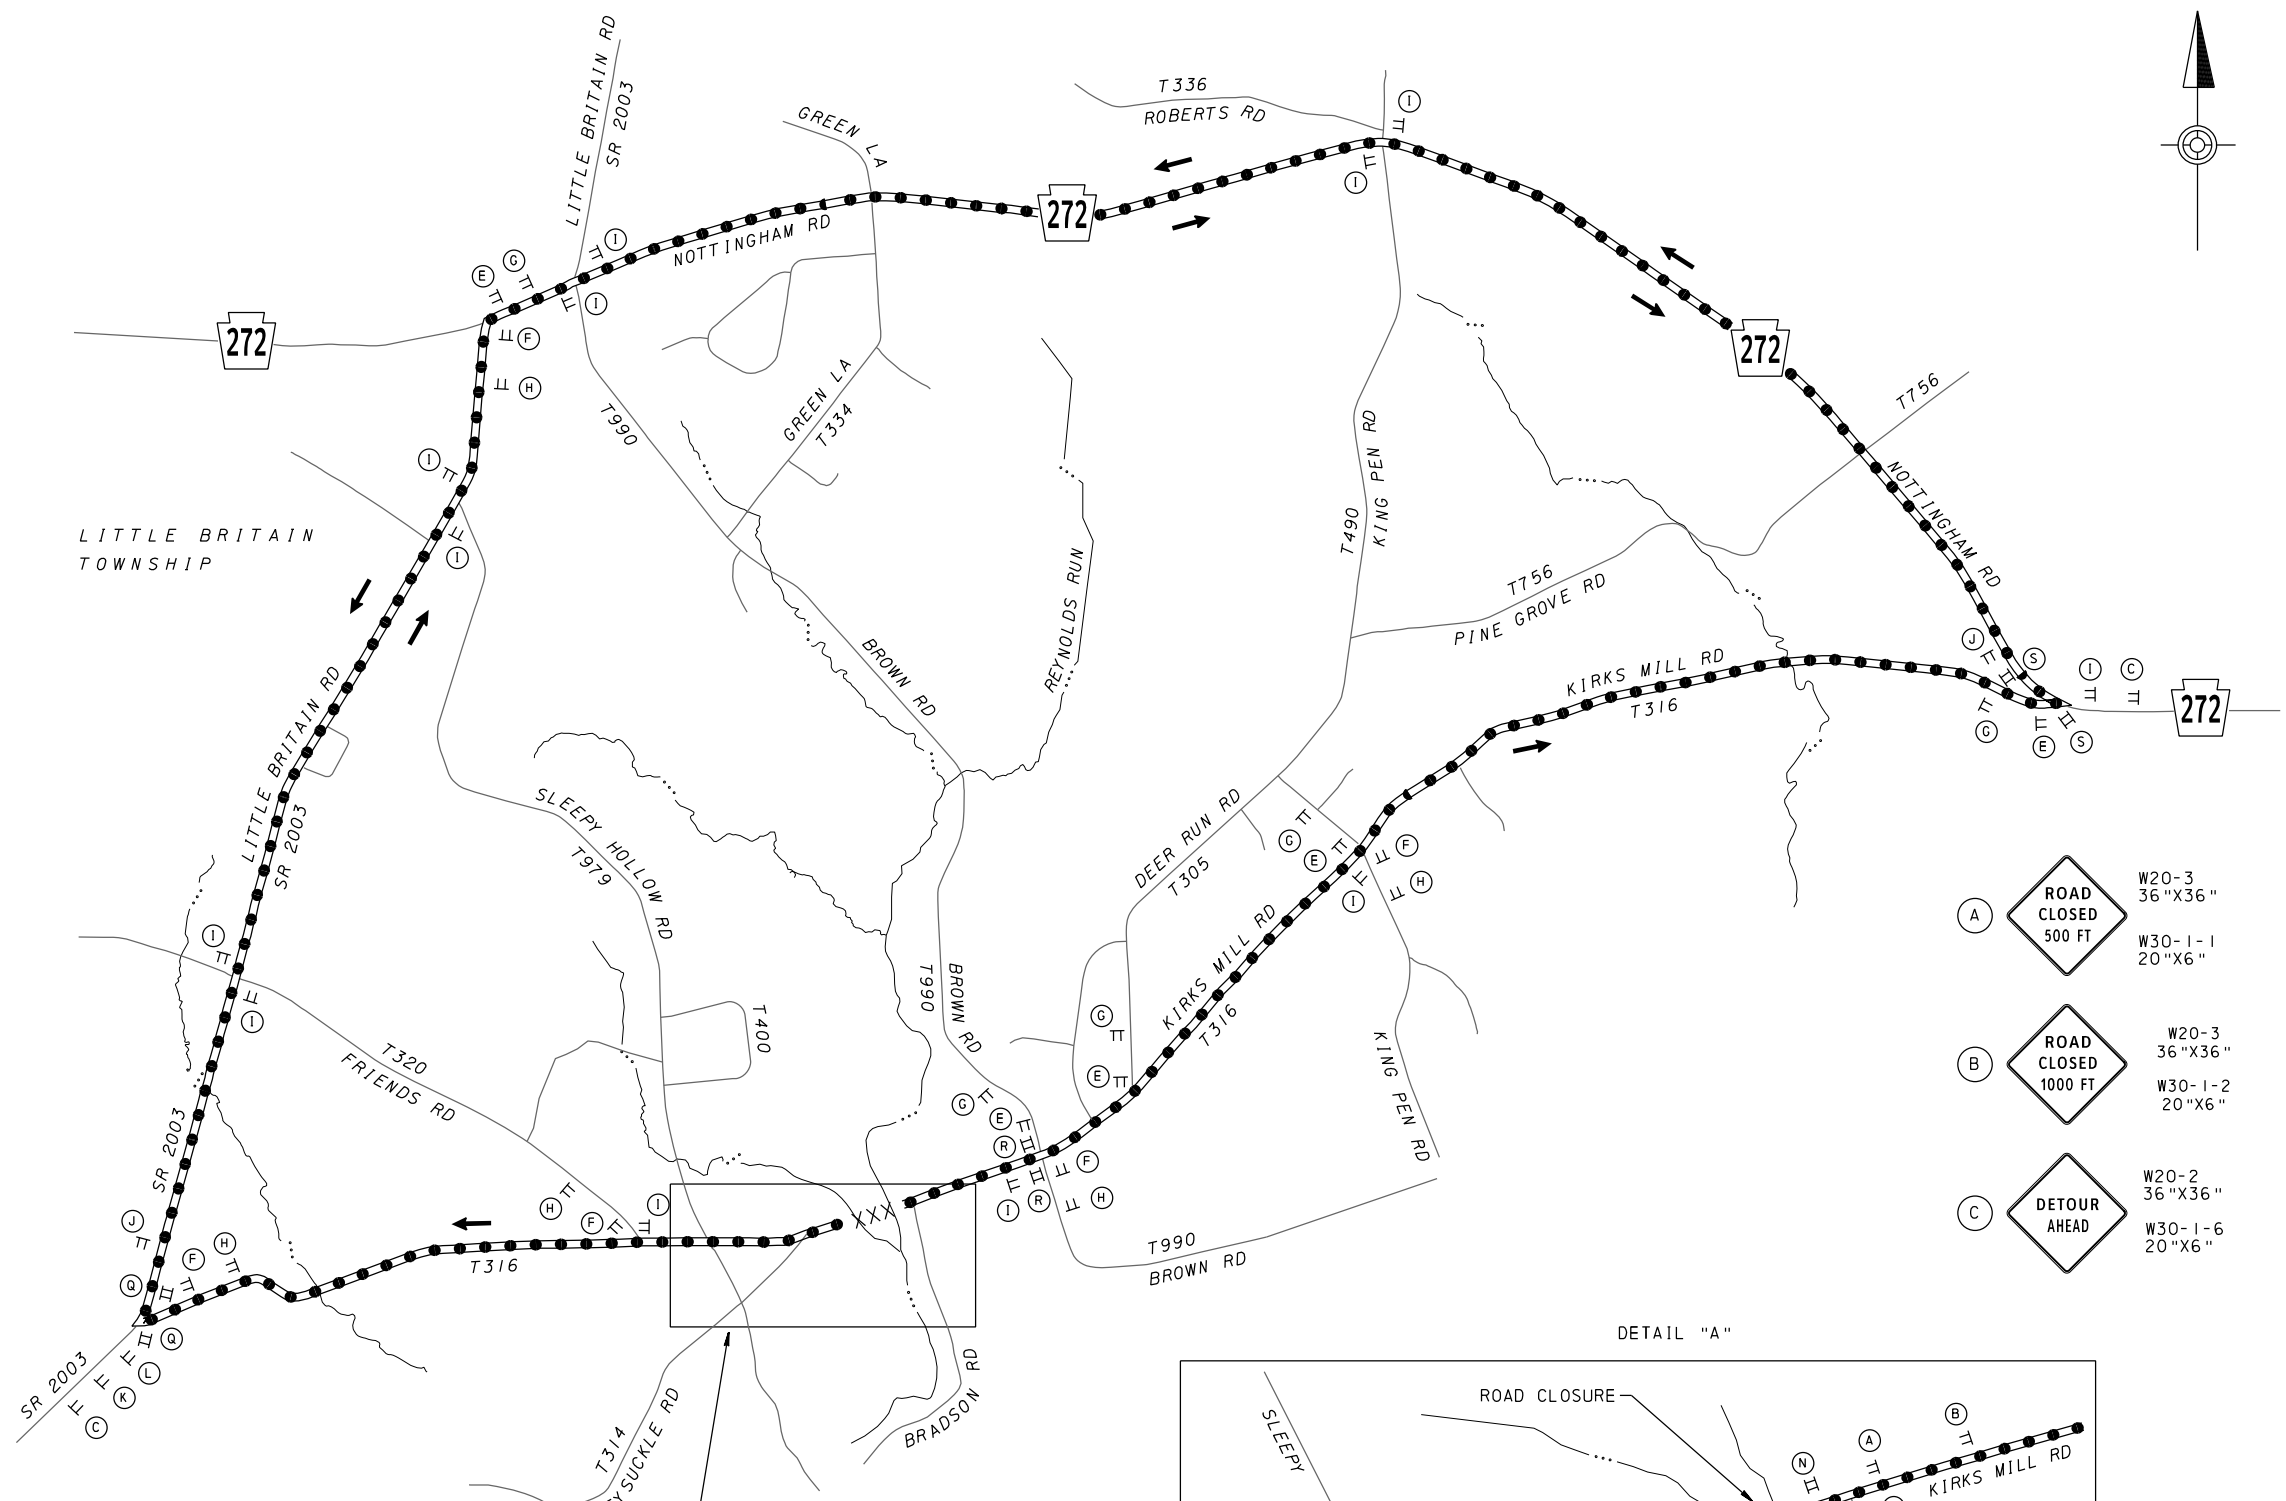 LITTLE BRITAIN RD
SR 2003
GREEN LA
T336
ROBERTS RD
I
I
272
NOTTINGHAM RD
I
I
G
E
F
H
272
272
T990
GREEN LA
T334
T756
I
I
LITTLE BRITAIN
TOWNSHIP
KING PEN RD
T490
NOTTINGHAM RD
REYNOLDS RUN
T756
PINE GROVE RD
BROWN RD
LITTLE BRITAIN RD
SR 2003
KIRKS MILL RD
T316
J
S
I
C
272
G
E
S
SLEEPY HOLLOW RD
T979
DEER RUN RD
T305
G
E
F
I
H
A
ROAD
CLOSED
500 FT
W20-3
36"X36"
W30-1-1
20"X6"
I
I
T990
BROWN RD
T400
KIRKS MILL RD
T316
G
E
KING PEN RD
B
ROAD
CLOSED
1000 FT
W20-3
36"X36"
W30-1-2
20"X6"
T320
FRIENDS RD
SR 2003
G
E
R
F
I
R
H
C
DETOUR
AHEAD
W20-2
36"X36"
W30-1-6
20"X6"
H
F
I
XXX
J
F
H
Q
Q
T316
T990
BROWN RD
SR 2003
L
K
C
BRADSON RD
T314
SUCKLE RD
DETAIL "A"
ROAD CLOSURE
SLEEPY
B
A
N
KIRKS MILL RD